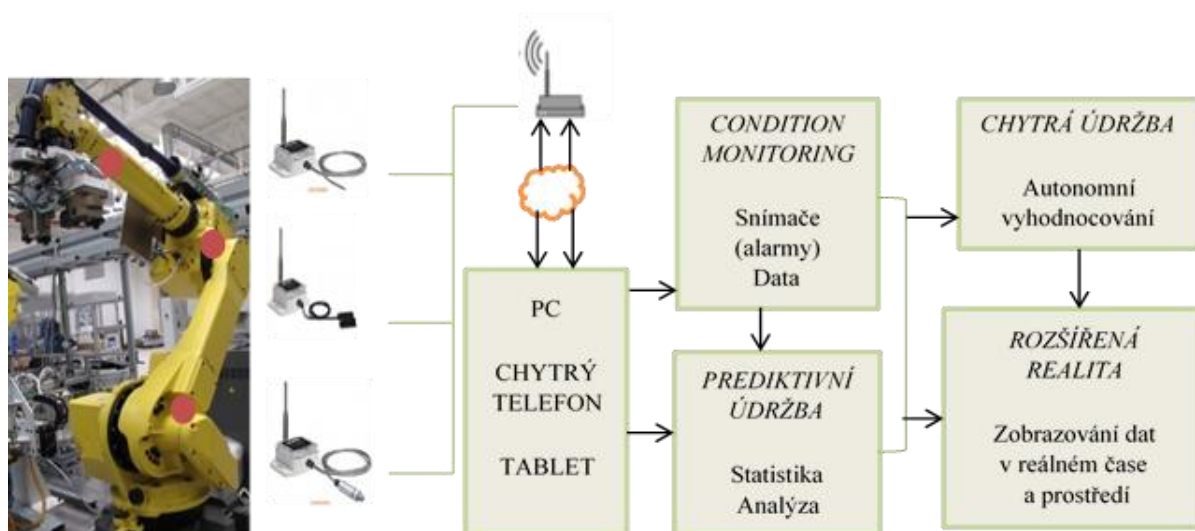 PC
CHYTRÝ
TELEFON
TABLET
CONDITION
MONITORING
Snímače
(alarmy)
Data
PREDIKTIVNÍ
ÚDRŽBA
Statistika
Analýza
CHYTRÁ ÚDRŽBA
Autonomní
vyhodnocování
ROZŠÍŘENÁ
REALITA
Zobrazování dat
v reálném čase
a prostředí